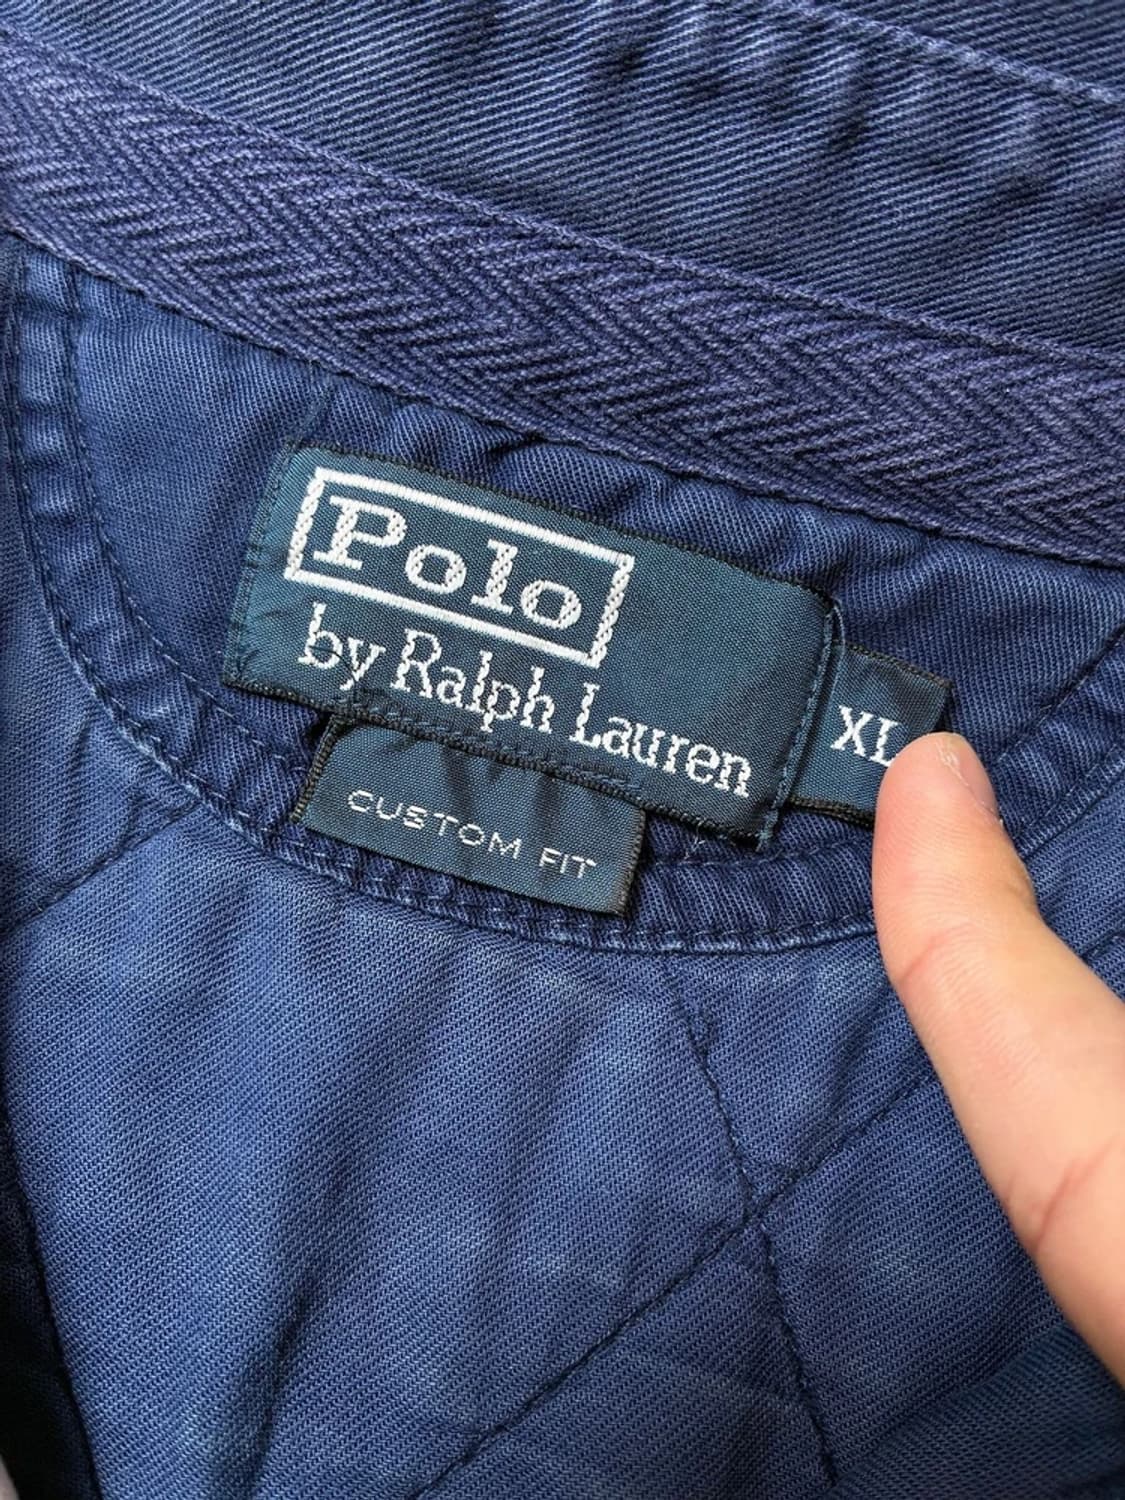 Polo
by Ralph Lauren
XL
CUSTOM FIT